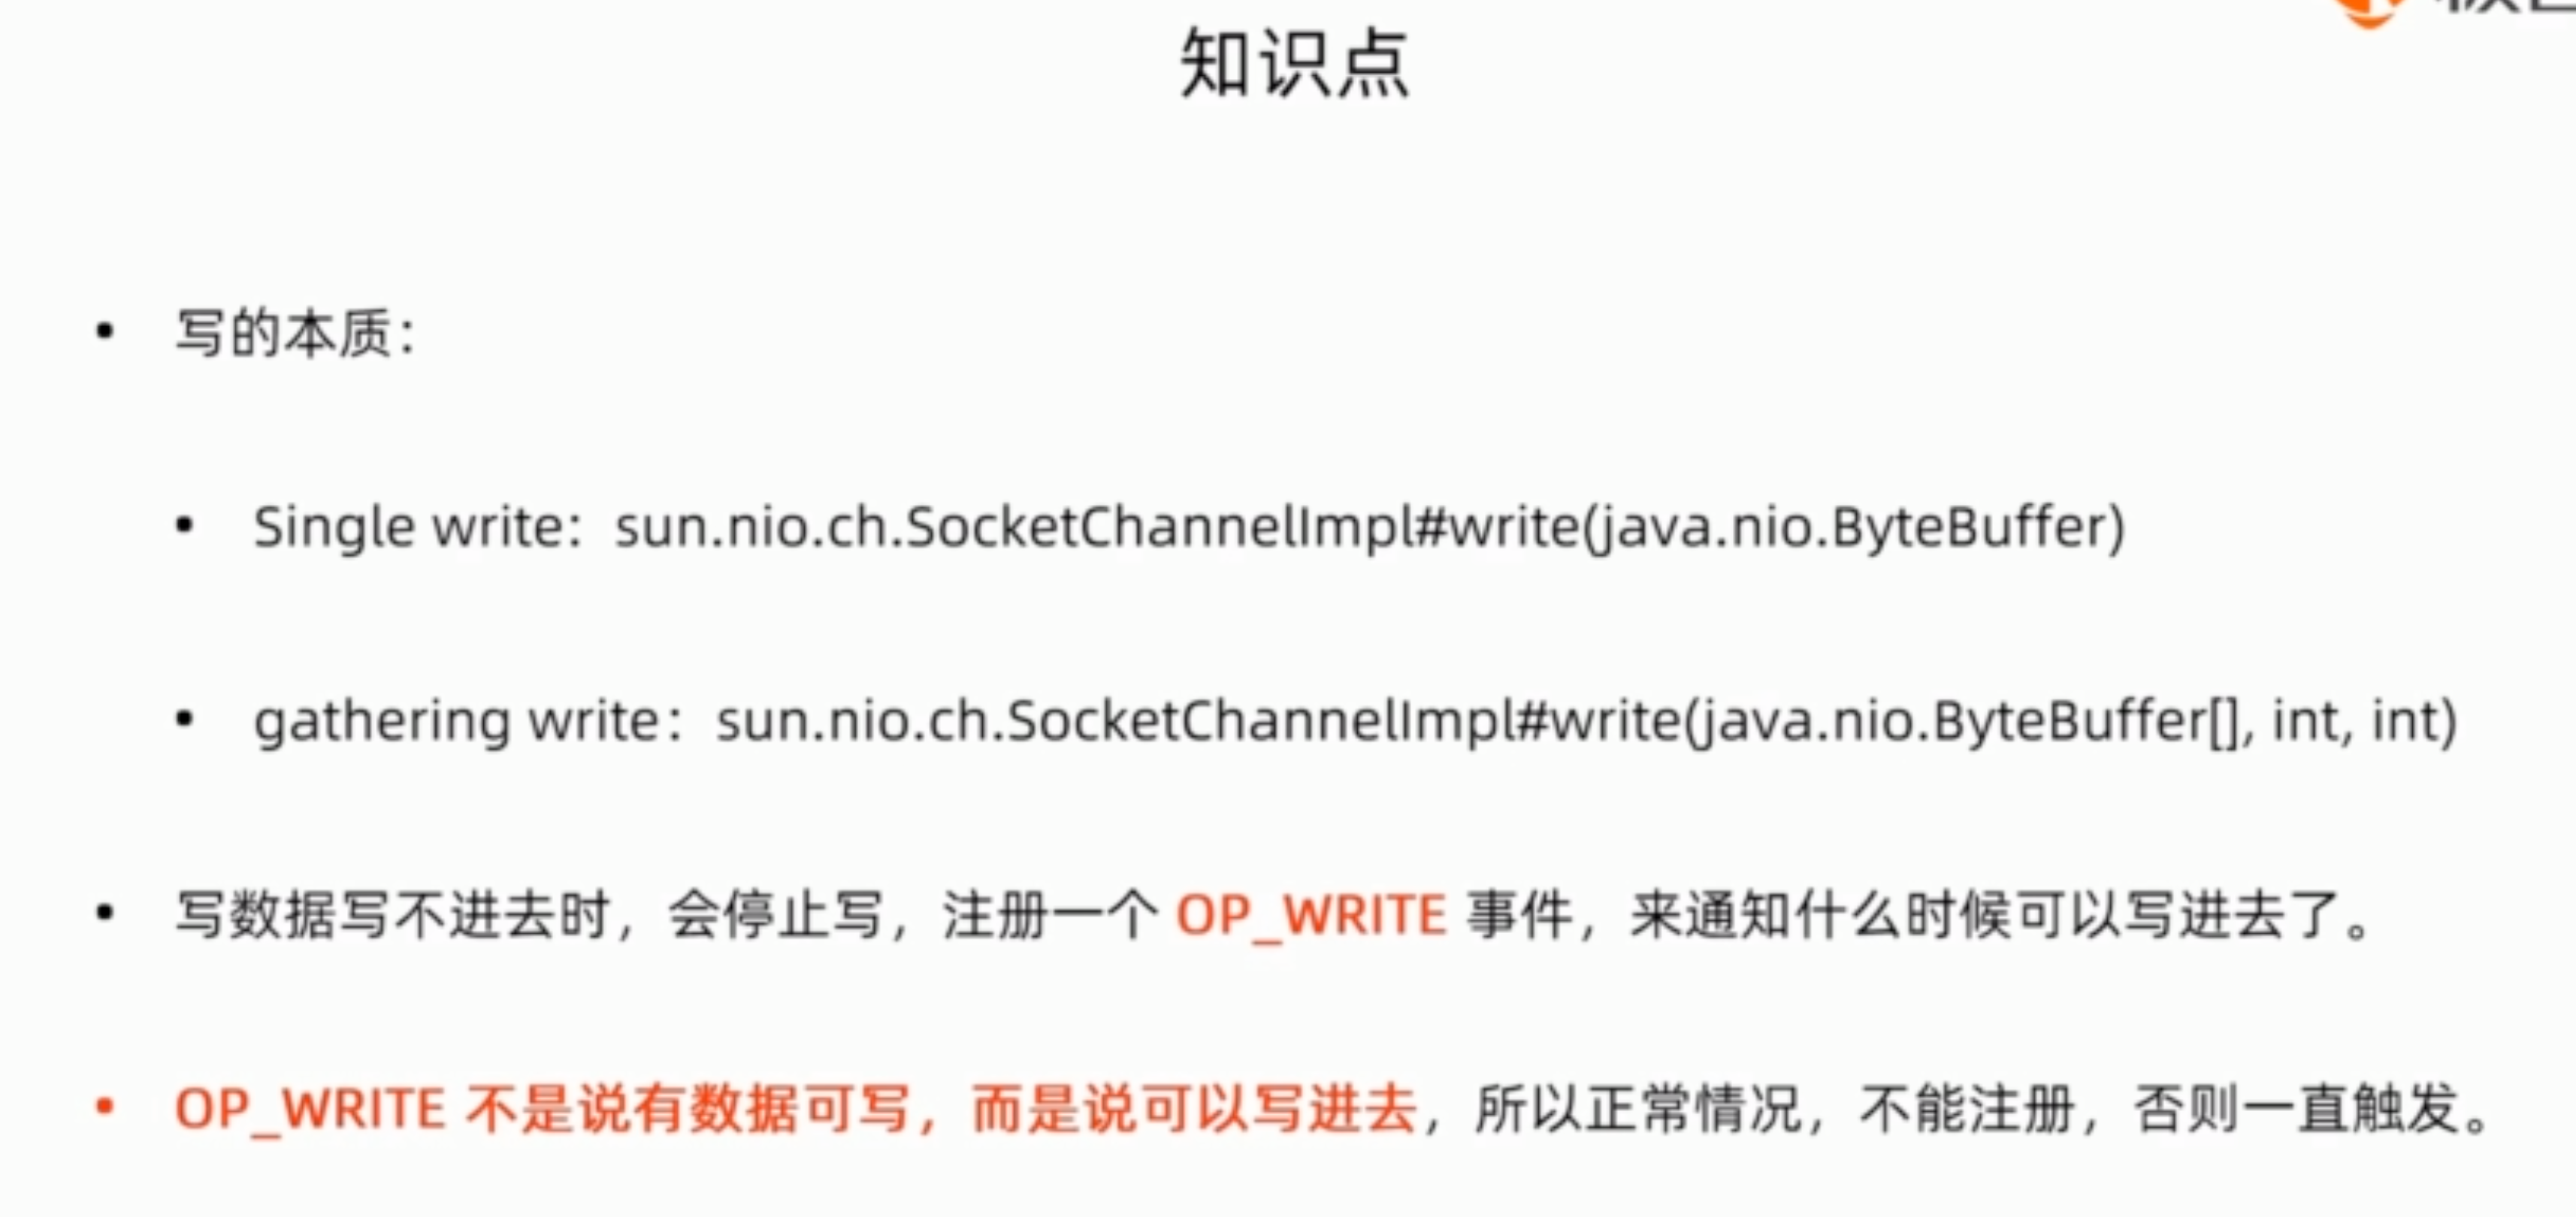 知识点
• 写的本质：
• Single write：sun.nio.ch.SocketChannelImpl#write(java.nio.ByteBuffer)
• gathering write：sun.nio.ch.SocketChannelImpl#write(java.nio.ByteBuffer[], int, int)
• 写数据写不进去时，会停止写，注册一个 OP_WRITE 事件，来通知什么时候可以写进去了。
• OP_WRITE 不是说有数据可写，而是说可以写进去，所以正常情况，不能注册，否则一直触发。